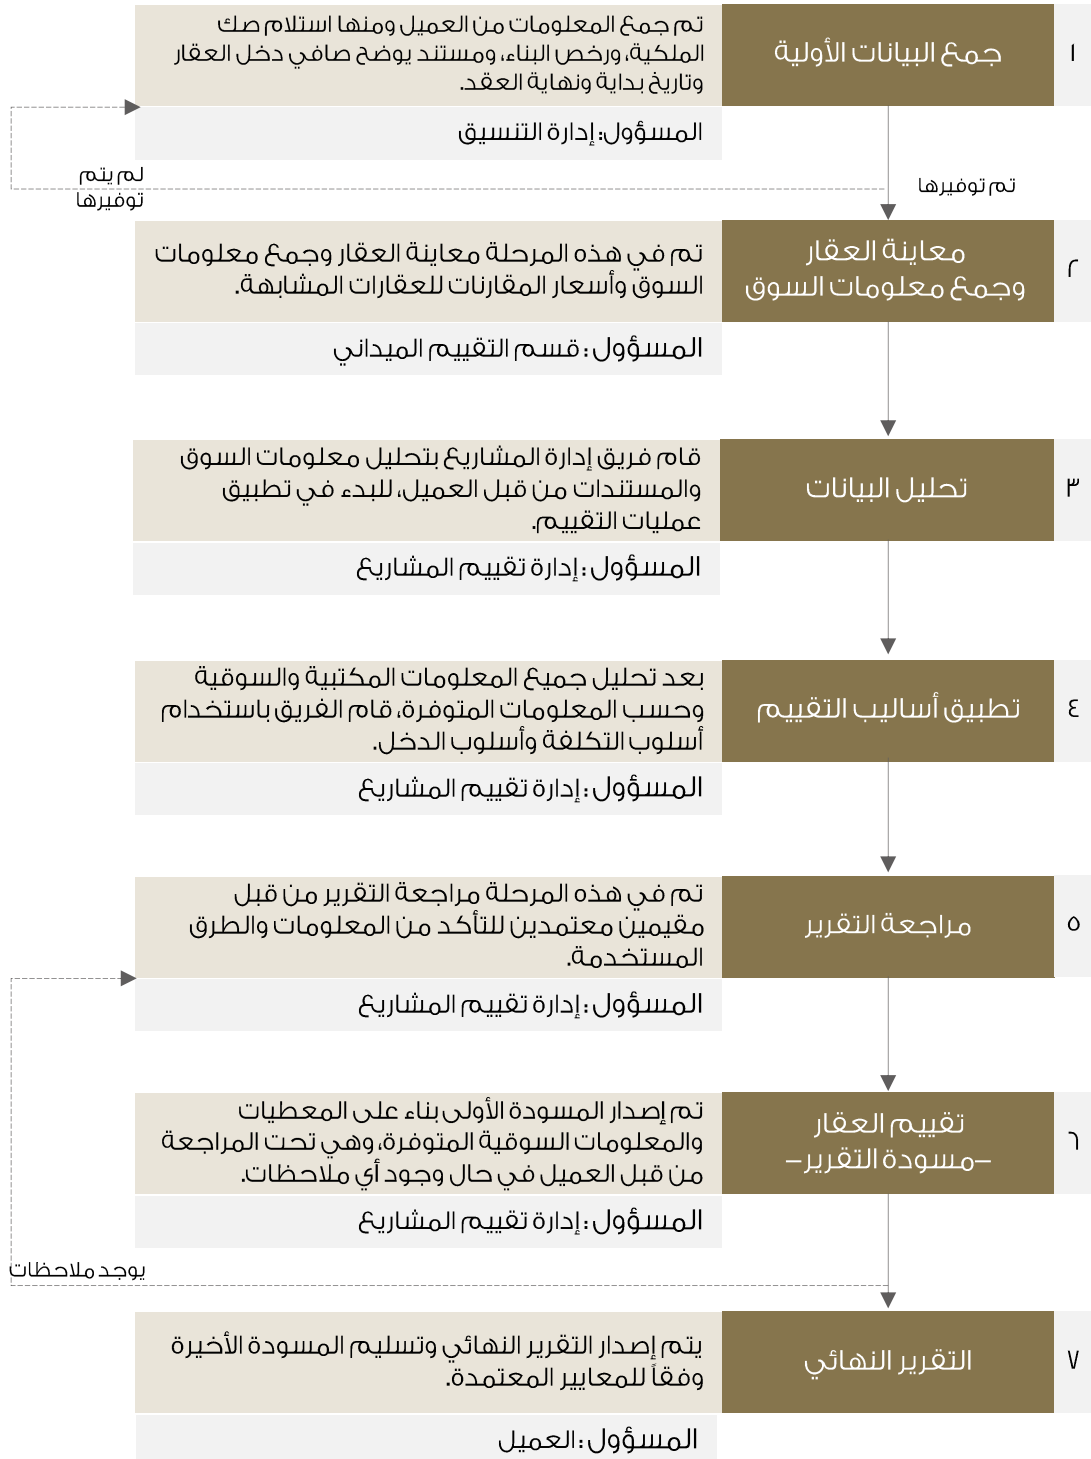 ١
جمع البيانات الأولية
تم جمع المعلومات من العميل ومنها استلام صك
الملكية، ورخص البناء، ومستند يوضح صافي دخل العقار
وتاريخ بداية ونهاية العقد.
المسؤول: إدارة التنسيق
تم توفيرها
لم يتم
توفيرها
٢
معاينة العقار
وجمع معلومات السوق
تم في هذه المرحلة معاينة العقار وجمع معلومات
السوق وأسعار المقارنات للعقارات المشابهة.
المسؤول : قسم التقييم الميداني
٣
تحليل البيانات
قام فريق إدارة المشاريع بتحليل معلومات السوق
والمستندات من قبل العميل، للبدء في تطبيق
عمليات التقييم.
المسؤول : إدارة تقييم المشاريع
٤
تطبيق أساليب التقييم
بعد تحليل جميع المعلومات المكتبية والسوقية
وحسب المعلومات المتوفرة، قام الفريق باستخدام
أسلوب التكلفة وأسلوب الدخل.
المسؤول : إدارة تقييم المشاريع
٥
مراجعة التقرير
تم في هذه المرحلة مراجعة التقرير من قبل
مقيمين معتمدين للتأكد من المعلومات والطرق
المستخدمة.
المسؤول : إدارة تقييم المشاريع
٦
تقييم العقار
–مسودة التقرير–
تم إصدار المسودة الأولى بناء على المعطيات
والمعلومات السوقية المتوفرة، وهي تحت المراجعة
من قبل العميل في حال وجود أي ملاحظات.
المسؤول : إدارة تقييم المشاريع
يوجد ملاحظات
٧
التقرير النهائي
يتم إصدار التقرير النهائي وتسليم المسودة الأخيرة
وفقاً للمعايير المعتمدة.
المسؤول : العميل